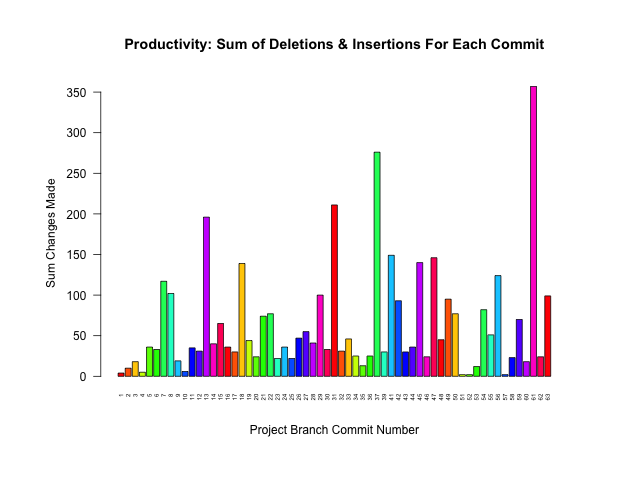 Productivity: Sum of Deletions & Insertions For Each Commit
Sum Changes Made
350
300
250
200
150
100
50
0
1 2 3 4 5 6 7 8 9 10 11 12 13 14 15 16 17 18 19 20 21 22 23 24 25 26 27 28 29 30 31 32 33 34 35 36 37 39 41 42 43 44 45 46 47 48 49 50 51 52 53 54 55 56 57 58 59 60 61 62 63
Project Branch Commit Number